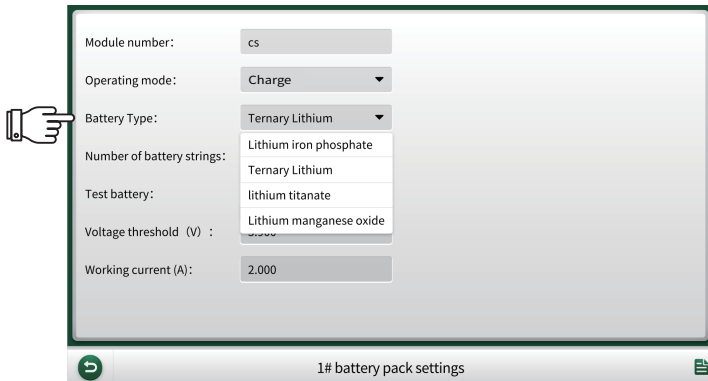 Module number: cs
Operating mode: Charge
Battery Type: Ternary Lithium
Lithium iron phosphate
Number of battery strings:
Ternary Lithium
Test battery:
lithium titanate
Lithium manganese oxide
Voltage threshold (V) :
Working current (A): 2.000
1# battery pack settings